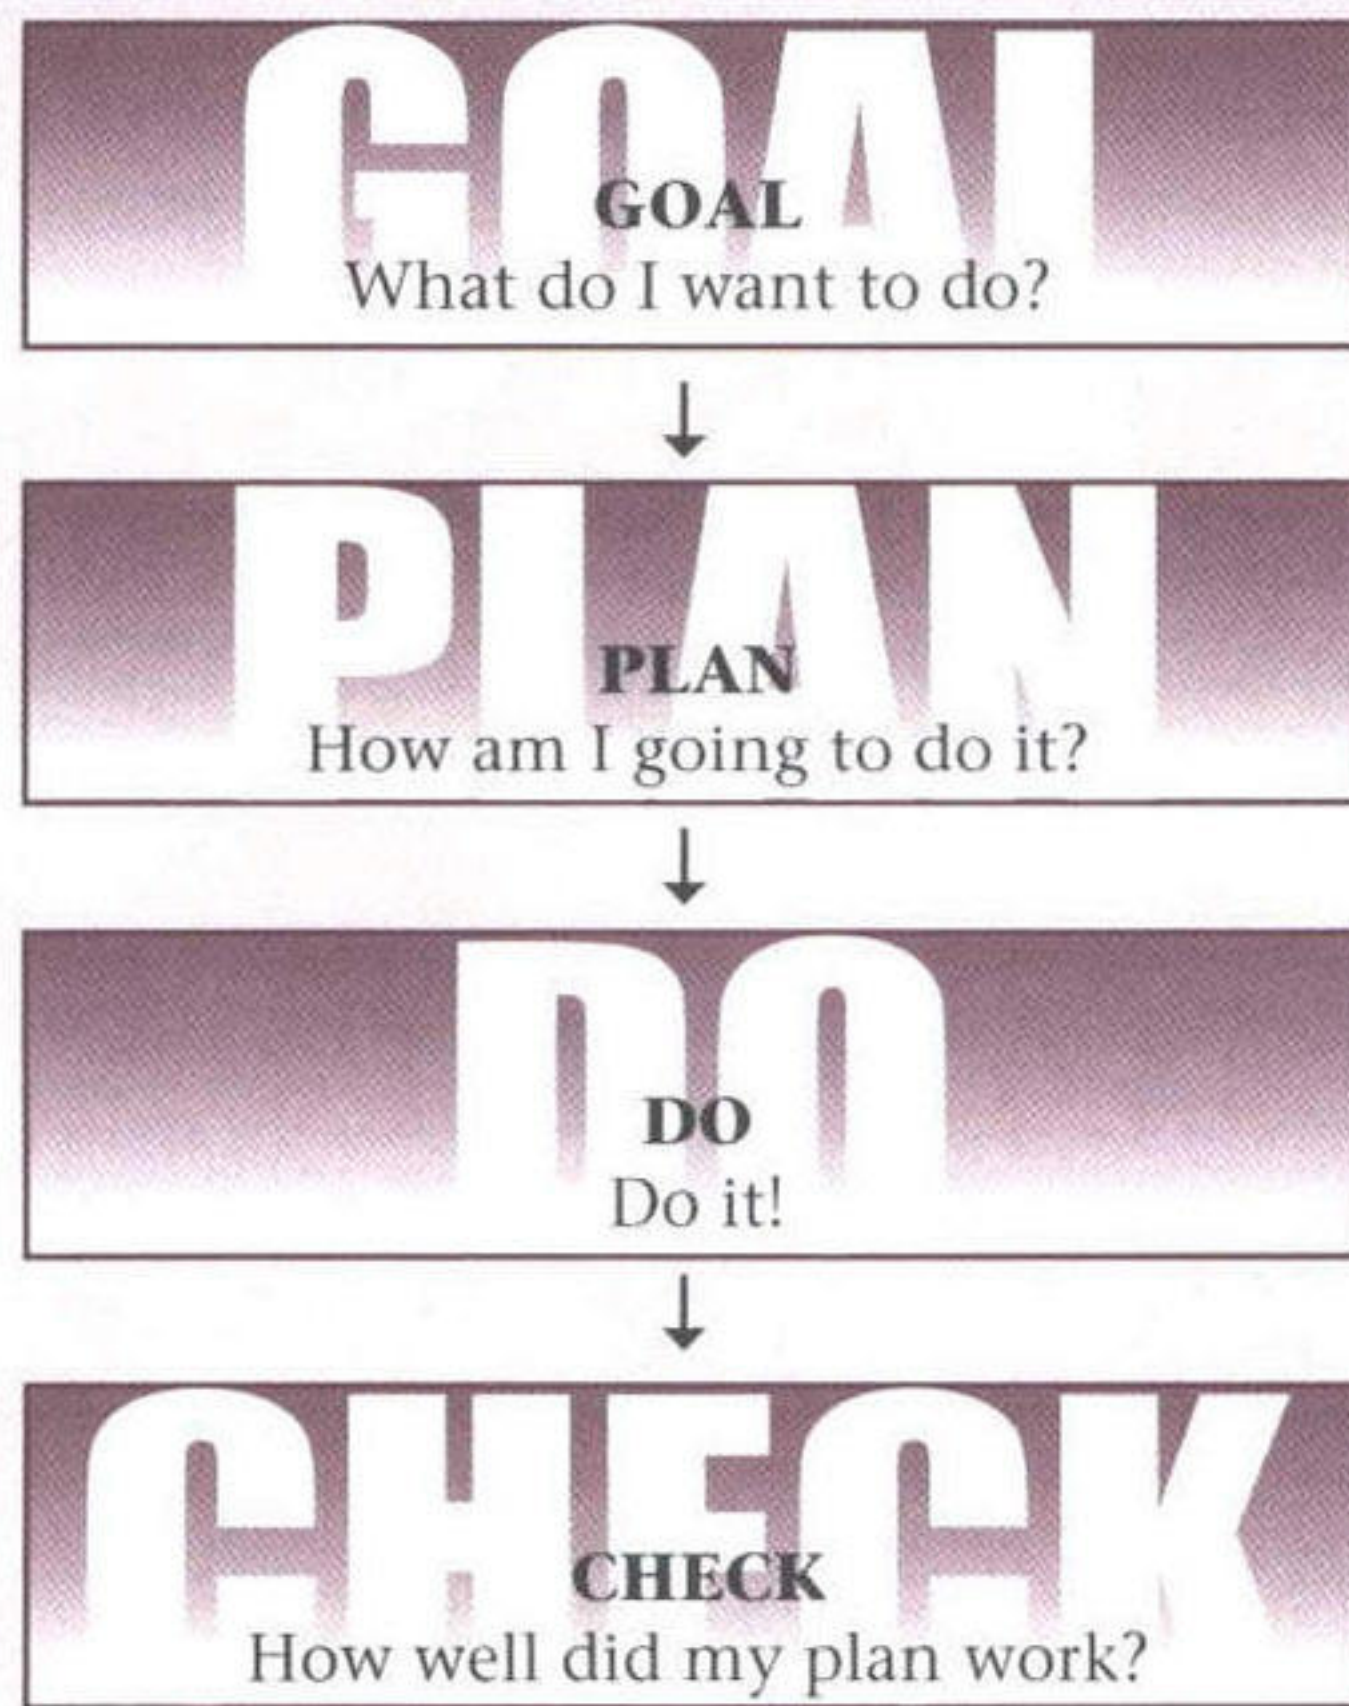 GOAL
GOAL
What do I want to do?
PLAN
PLAN
How am I going to do it?
DO
DO
Do it!
CHECK
CHECK
How well did my plan work?